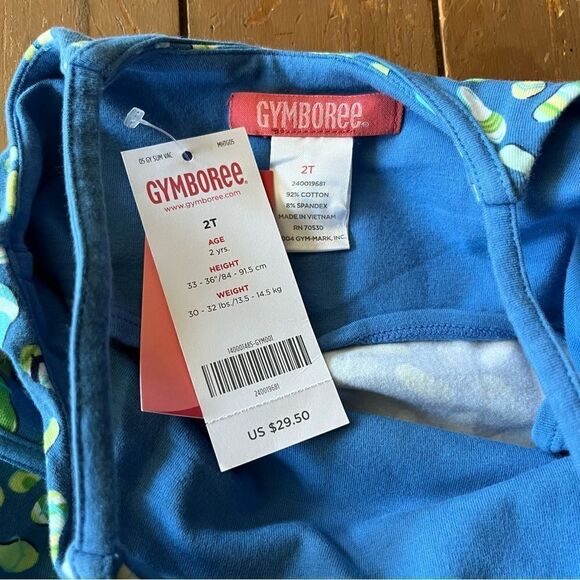 05 GY SUM VAC
MH1G05
GYMBOREE®
www.gymboree.com
2T
AGE
2 yrs.
HEIGHT
33 - 36"/84 - 91.5 cm
WEIGHT
30 - 32 lbs./13.5 - 14.5 kg
140001485-GYM001
240019681
US $29.50
GYMBOREE®
2T
240019681
92% COTTON
8% SPANDEX
MADE IN VIETNAM
RN 70530
004 GYM-MARK, INC.